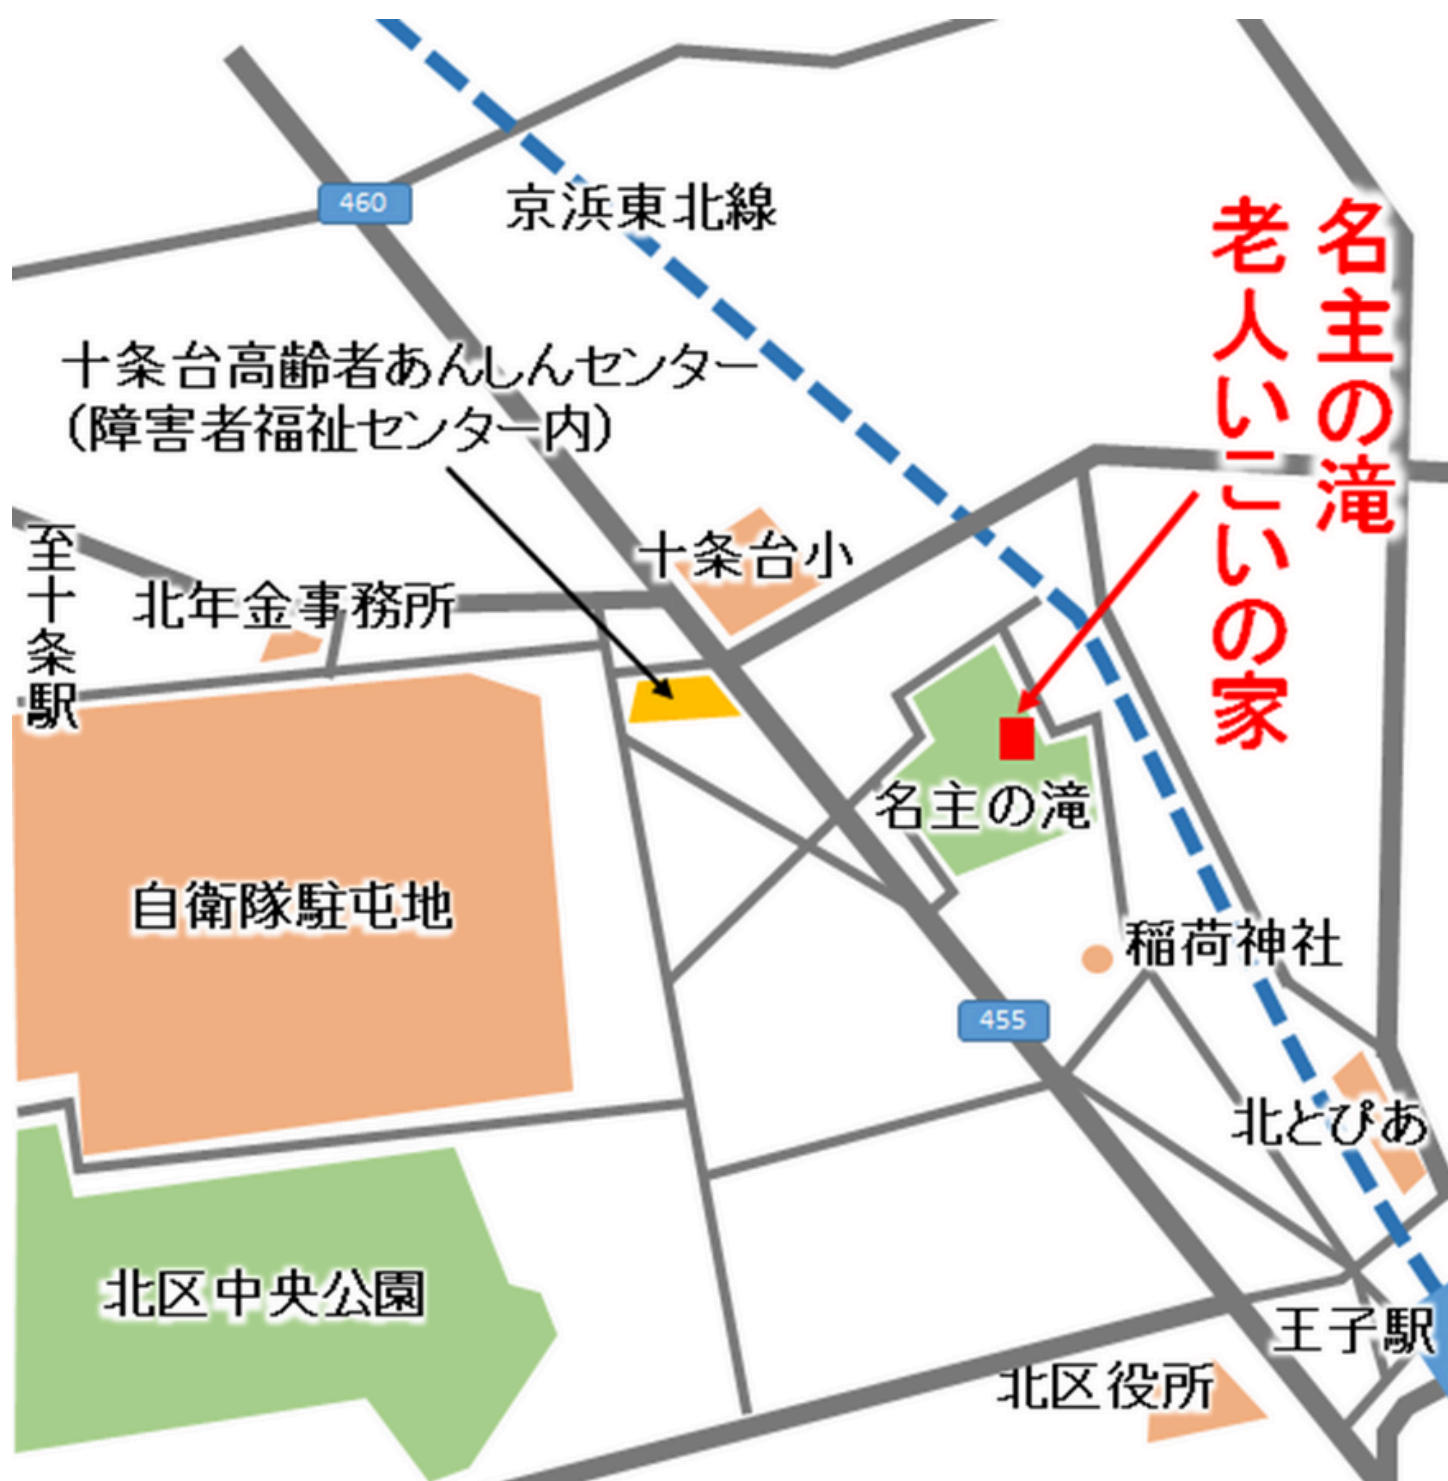 460
京浜東北線
名主の滝
老人いこいの家
十条台高齢者あんしんセンター
（障害者福祉センター内）
至十条駅
北年金事務所
十条台小
名主の滝
自衛隊駐屯地
稲荷神社
455
北とぴあ
北区中央公園
王子駅
北区役所